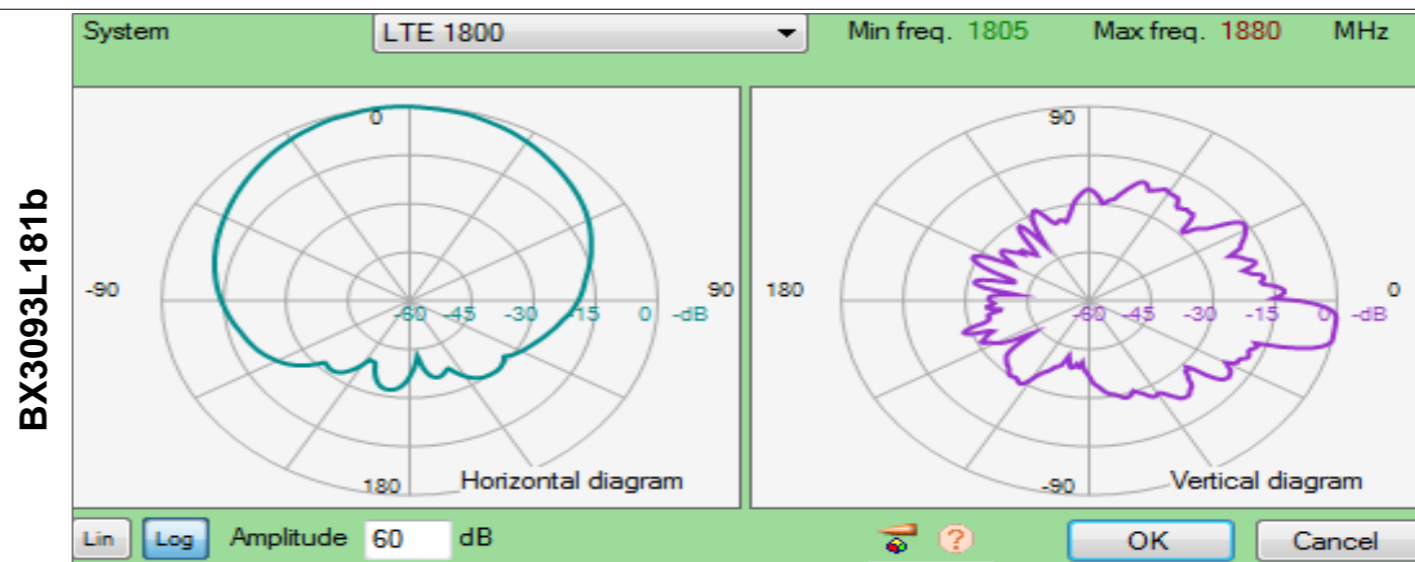 BX3093L181b
System LTE 1800 Min freq. 1805 Max freq. 1880 MHz
0
-90 90
-60 -45 -30 -15 0 -dB
180 Horizontal diagram
90
180 0
-60 -45 -30 -15 0 -dB
-90 Vertical diagram
Lin Log Amplitude 60 dB ? OK Cancel